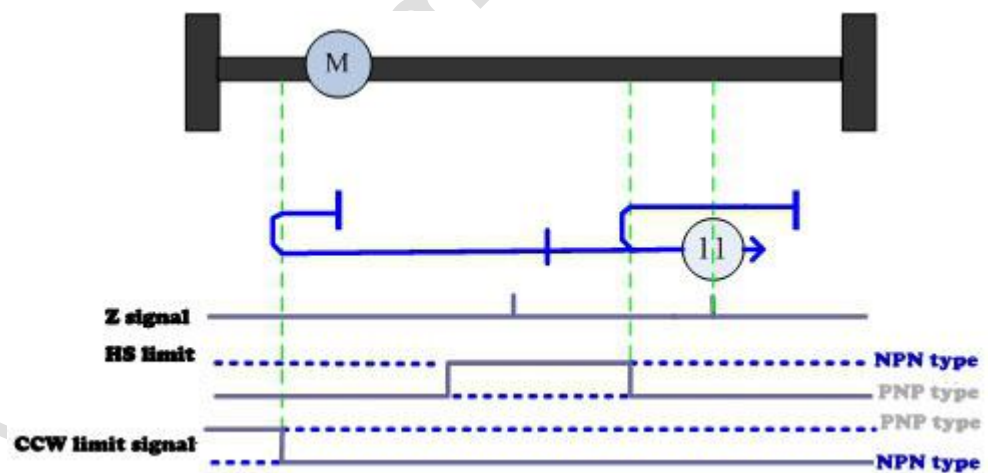 M
11
Z signal
HS limit
NPN type
PNP type
PNP type
CCW limit signal
NPN type